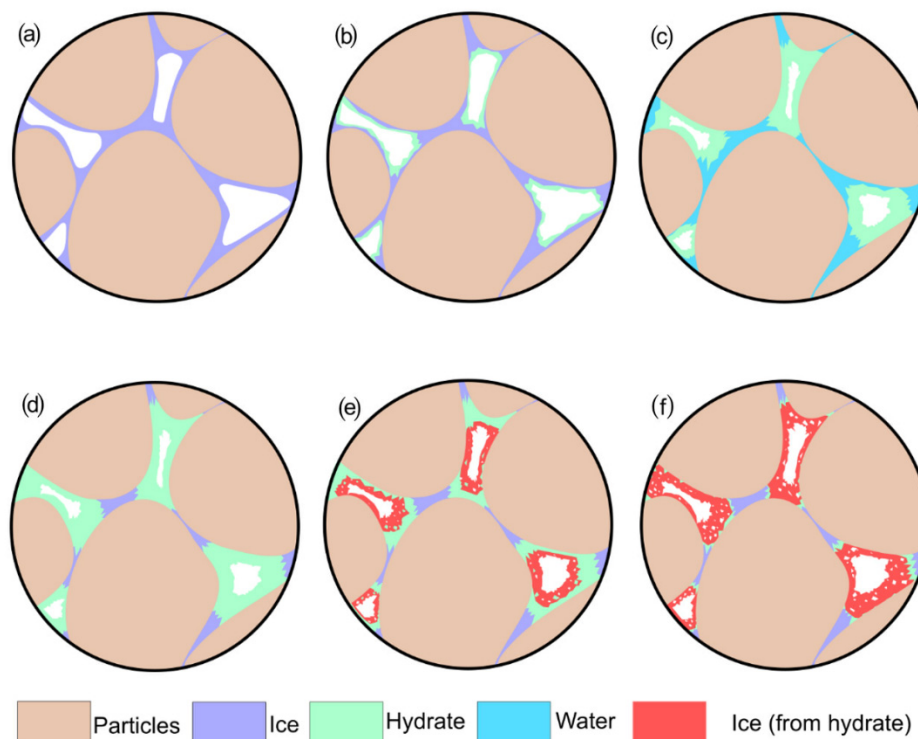 (a)
(b)
(c)
(d)
(e)
(f)
Particles
Ice
Hydrate
Water
Ice (from hydrate)